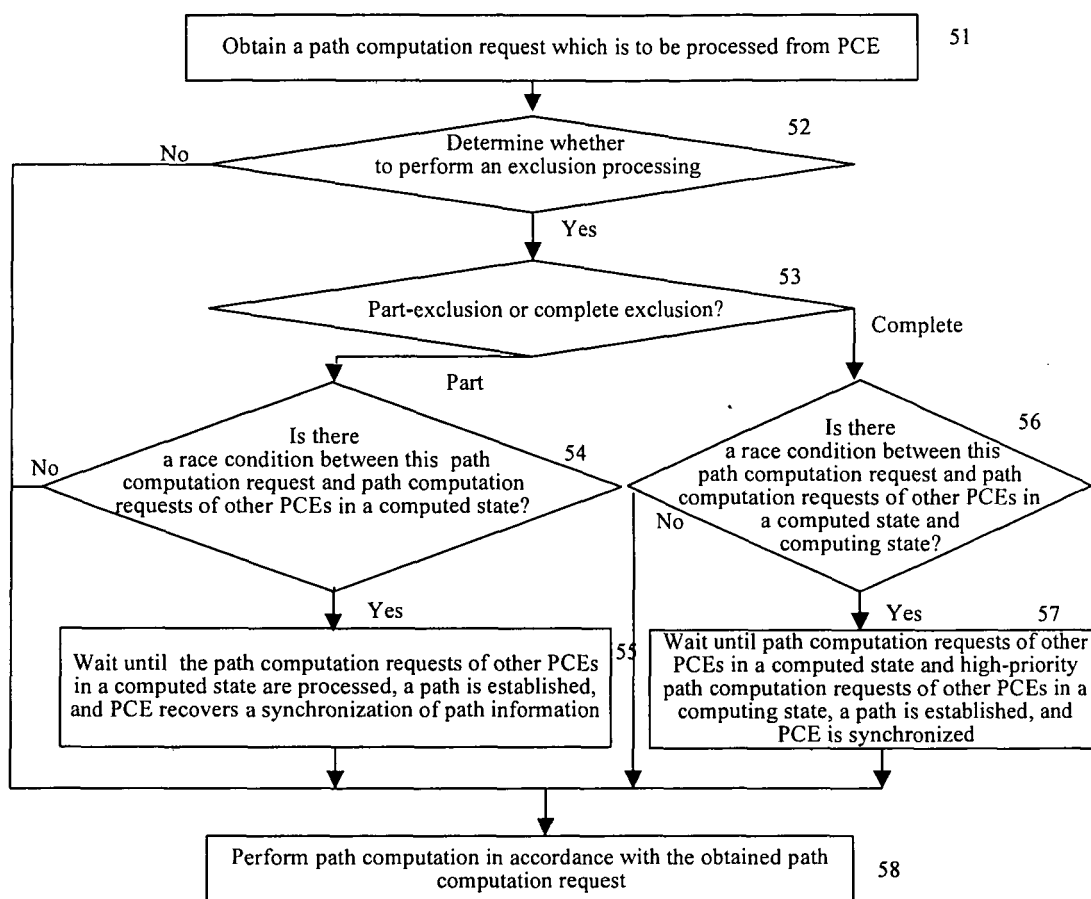 Obtain a path computation request which is to be processed from PCE
51
Determine whether
to perform an exclusion processing
52
No
Yes
Part-exclusion or complete exclusion?
53
Complete
Part
Is there
a race condition between this path
computation request and path computation
requests of other PCEs in a computed state?
54
No
Yes
Is there
a race condition between this
path computation request and path
computation requests of other PCEs in
a computed state and
computing state?
56
No
Yes
Wait until the path computation requests of other PCEs
in a computed state are processed, a path is established,
and PCE recovers a synchronization of path information
55
Wait until path computation requests of other
PCEs in a computed state and high-priority
path computation requests of other PCEs in a
computing state, a path is established, and
PCE is synchronized
57
Perform path computation in accordance with the obtained path
computation request
58